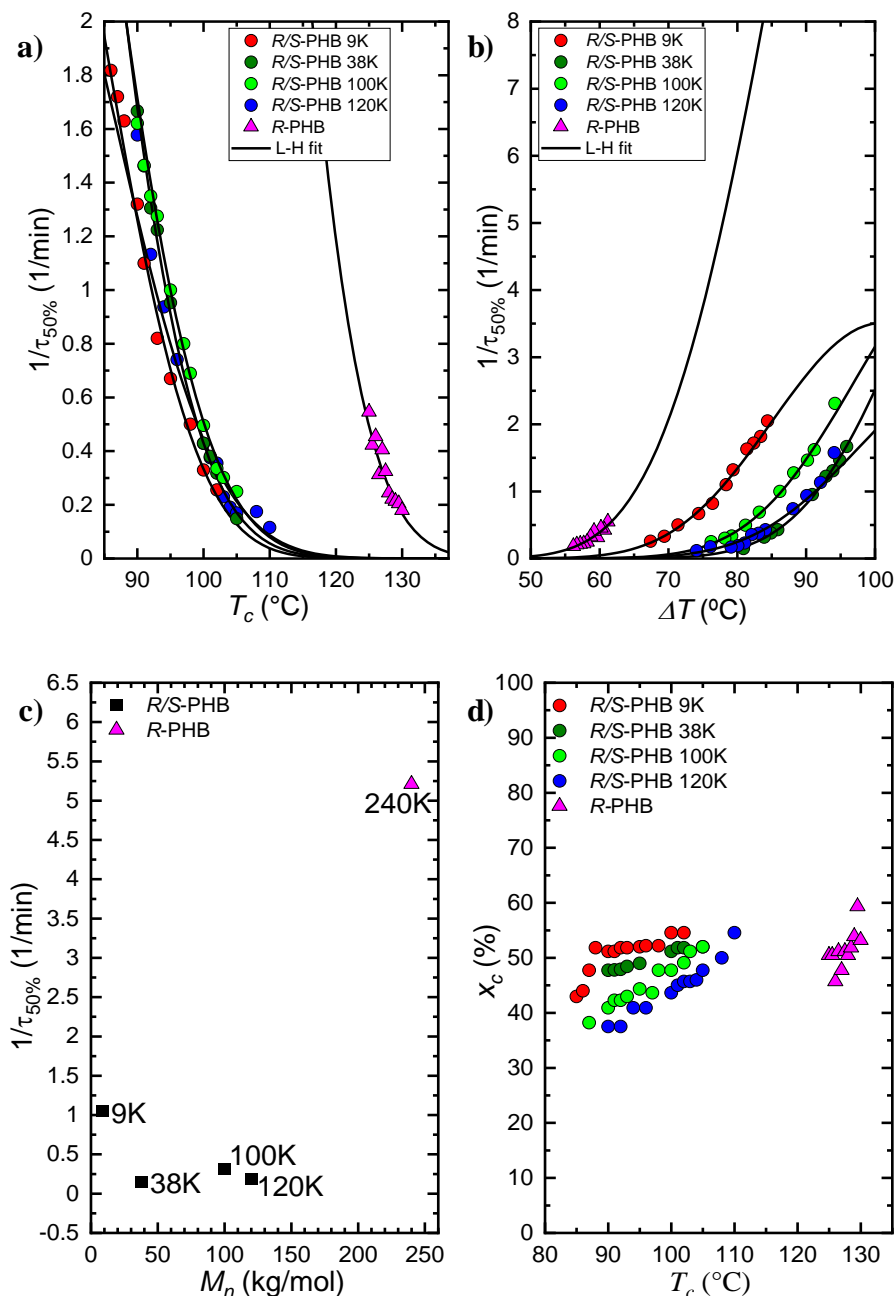 a)
R/S-PHB 9K
R/S-PHB 38K
R/S-PHB 100K
R/S-PHB 120K
R-PHB
L-H fit
2
1.8
1.6
1.4
1.2
1
0.8
0.6
0.4
0.2
0
90 100 110 120 130
1/τ50% (1/min)
Tc (°C)
b)
R/S-PHB 9K
R/S-PHB 38K
R/S-PHB 100K
R/S-PHB 120K
R-PHB
L-H fit
8
7
6
5
4
3
2
1
0
50 60 70 80 90 100
1/τ50% (1/min)
ΔT (ºC)
c)
R/S-PHB
R-PHB
6.5
6
5.5
5
4.5
4
3.5
3
2.5
2
1.5
1
0.5
0
-0.5
240K
9K
38K
100K
120K
0 50 100 150 200 250
1/τ50% (1/min)
Mn (kg/mol)
d)
R/S-PHB 9K
R/S-PHB 38K
R/S-PHB 100K
R/S-PHB 120K
R-PHB
100
90
80
70
60
50
40
30
20
10
0
80 90 100 110 120 130
xc (%)
Tc (°C)